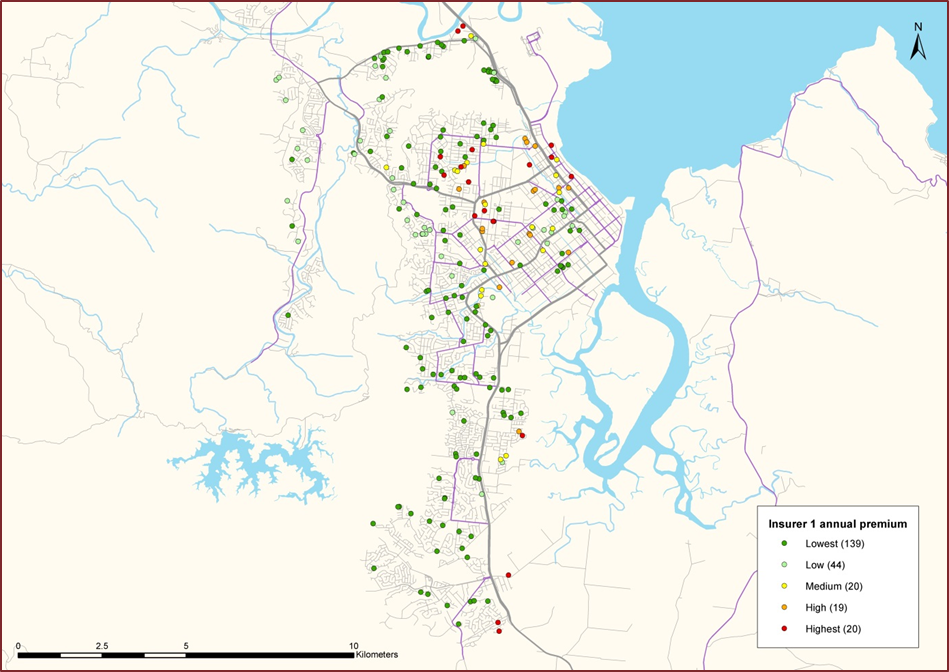 N
Insurer 1 annual premium
Lowest (139)
Low (44)
Medium (20)
High (19)
Highest (20)
0 2.5 5 10
Kilometers